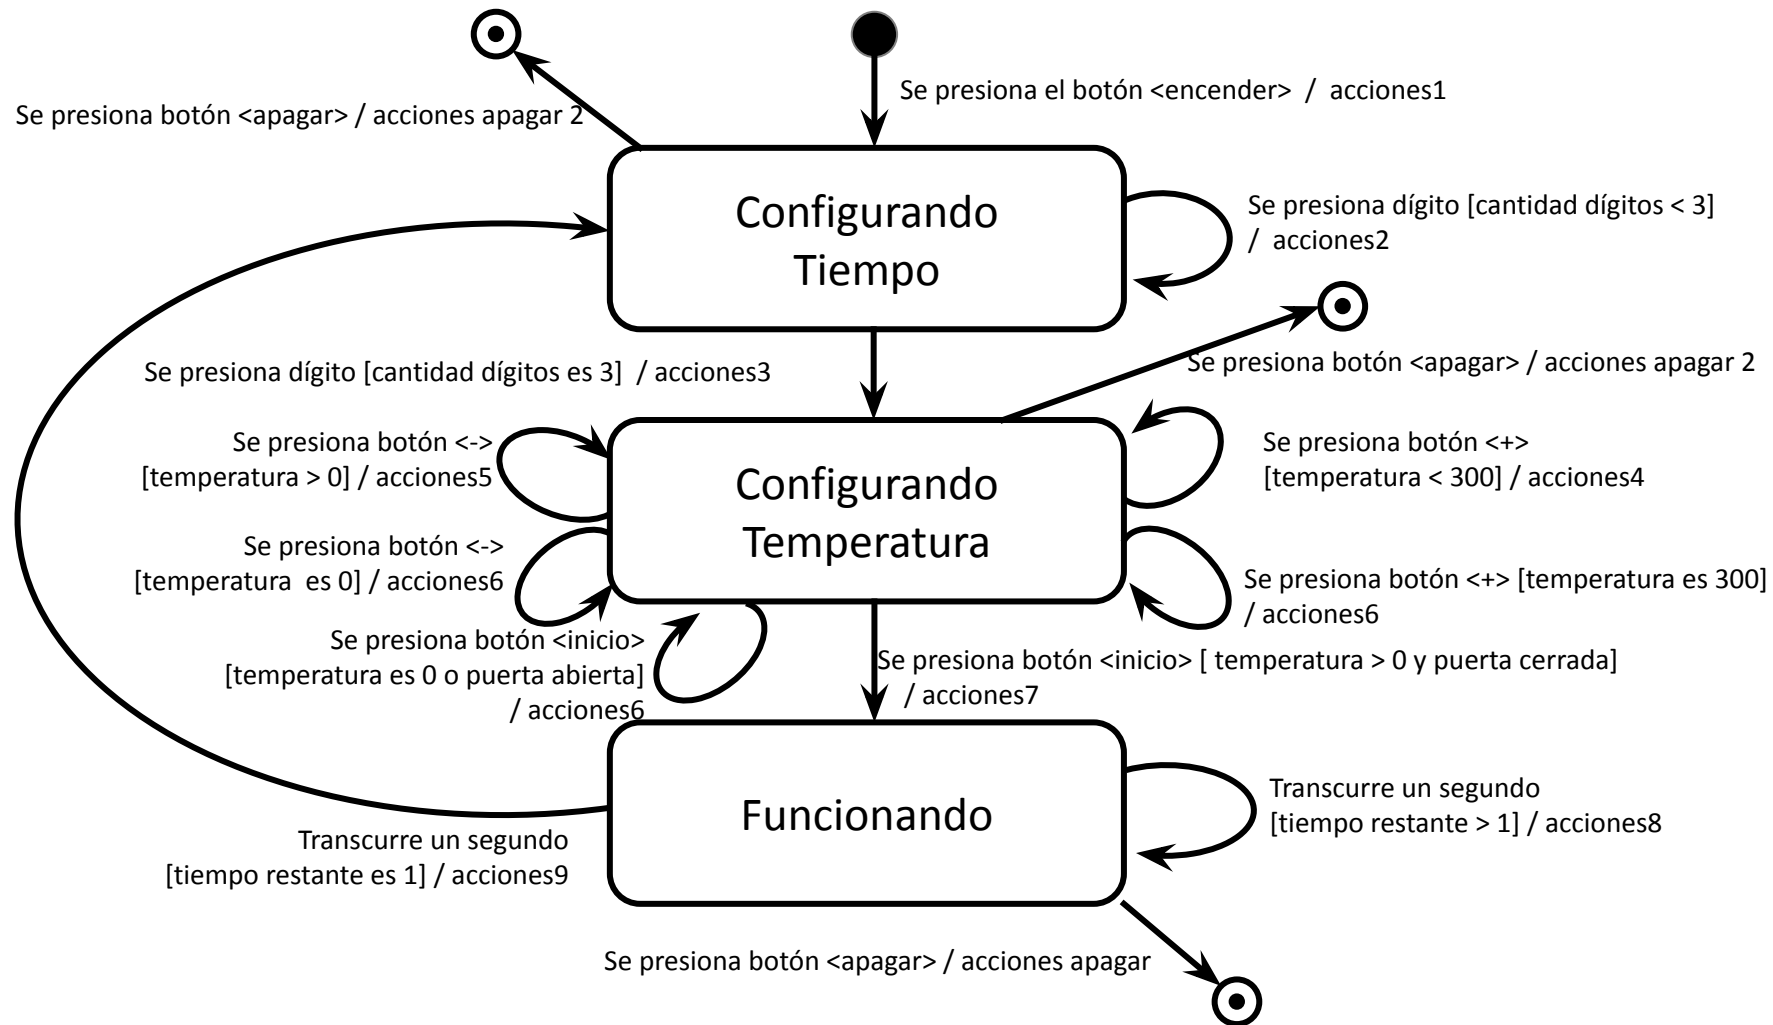 Se presiona el botón <encender> / acciones1
Se presiona botón <apagar> / acciones apagar 2
Configurando
Tiempo
Se presiona dígito [cantidad dígitos < 3]
/ acciones2
Se presiona dígito [cantidad dígitos es 3] / acciones3
Se presiona botón <apagar> / acciones apagar 2
Se presiona botón <->
[temperatura > 0] / acciones5
Configurando
Temperatura
Se presiona botón <+>
[temperatura < 300] / acciones4
Se presiona botón <->
[temperatura es 0] / acciones6
Se presiona botón <+> [temperatura es 300]
/ acciones6
Se presiona botón <inicio>
[temperatura es 0 o puerta abierta]
/ acciones6
Se presiona botón <inicio> [ temperatura > 0 y puerta cerrada]
/ acciones7
Funcionando
Transcurre un segundo
[tiempo restante > 1] / acciones8
Transcurre un segundo
[tiempo restante es 1] / acciones9
Se presiona botón <apagar> / acciones apagar